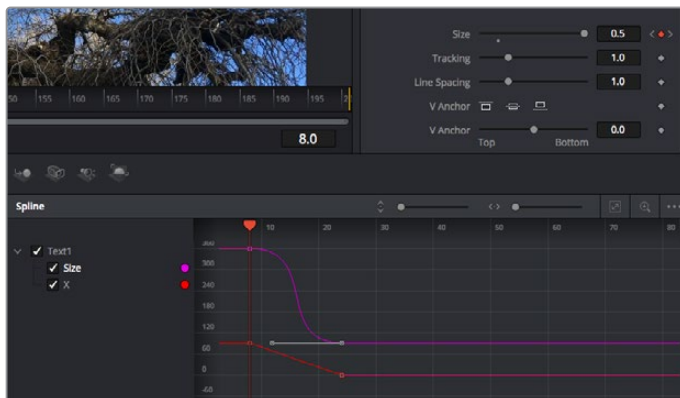 Size 0.5
Tracking 1.0
Line Spacing 1.0
V Anchor
V Anchor 0.0
Top Bottom
155 160 165 170 175 180 185 190 195
8.0
Spline
10 20 30 40 50 60 70 80
Text1
Size
X
300
240
180
120
60
0
-60